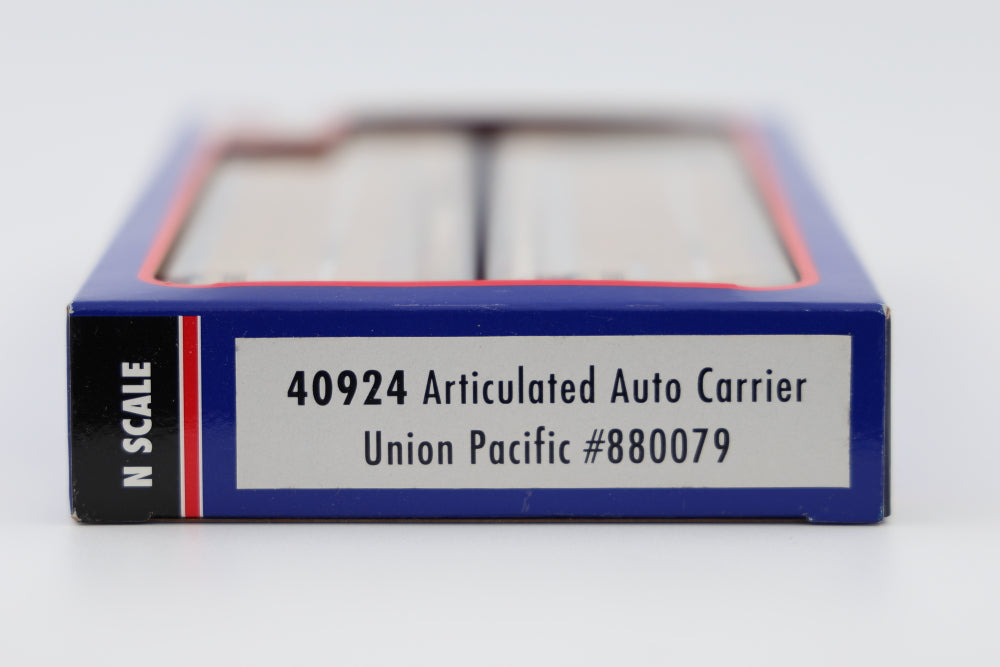 N SCALE
40924 Articulated Auto Carrier
Union Pacific #880079